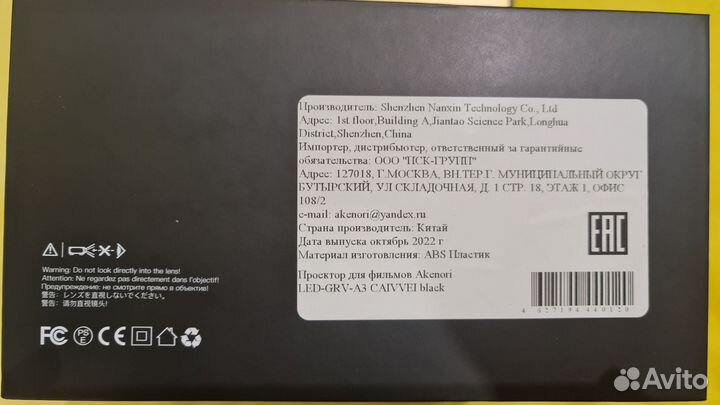 Производитель: Shenzhen Nanxin Technology Co., Ltd
Адрес: 1st floor,Building A,Jiantao Science Park,Longhua
District,Shenzhen,China
Импортер, дистрибьютер, ответственный за гарантийные
обязательства: ООО "ПСК-ГРУПП"
Адрес: 127018, Г.МОСКВА, ВН.ТЕР.Г. МУНИЦИПАЛЬНЫЙ ОКРУГ
БУТЫРСКИЙ, УЛ СКЛАДОЧНАЯ, Д. 1 СТР. 18, ЭТАЖ 1, ОФИС
108/2
e-mail: akenori@yandex.ru
Страна производитель: Китай
Дата выпуска октябрь 2022 г
Материал изготовления: ABS Пластик
EAC
Проектор для фильмов Akenori
LED-GRV-A3 CAIVVEI black
4 627194 440120
Warning: Do not look directly into the lens!
Attention: Ne regardez pas directement dans l'objectif!
Предупреждение: не смотрите прямо в объектив!
警告：レンズを直視しないでください。
警告：请勿直视镜头!
FC PSE CE
Avito